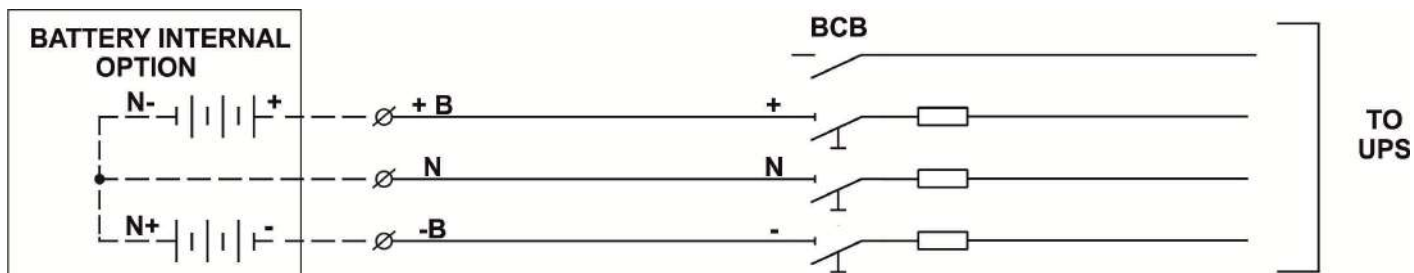 BCB
BATTERY INTERNAL
OPTION
N- + + B +
TO
UPS
N N
N+ - -B -